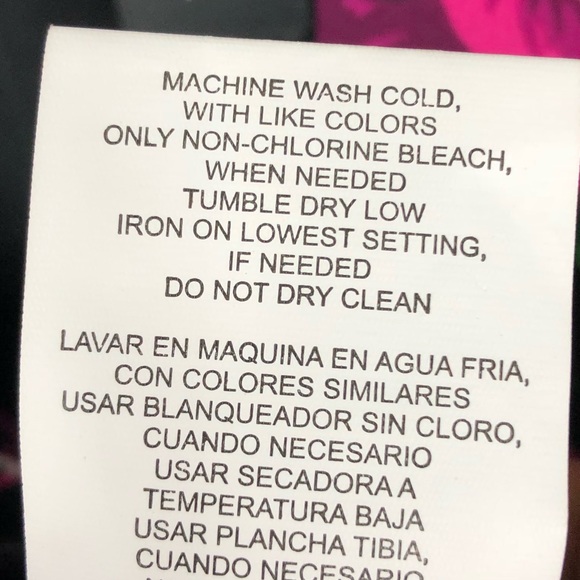 MACHINE WASH COLD,
WITH LIKE COLORS
ONLY NON-CHLORINE BLEACH,
WHEN NEEDED
TUMBLE DRY LOW
IRON ON LOWEST SETTING,
IF NEEDED
DO NOT DRY CLEAN
LAVAR EN MAQUINA EN AGUA FRIA,
CON COLORES SIMILARES
USAR BLANQUEADOR SIN CLORO,
CUANDO NECESARIO
USAR SECADORA A
TEMPERATURA BAJA
USAR PLANCHA TIBIA,
CUANDO NECESARIO